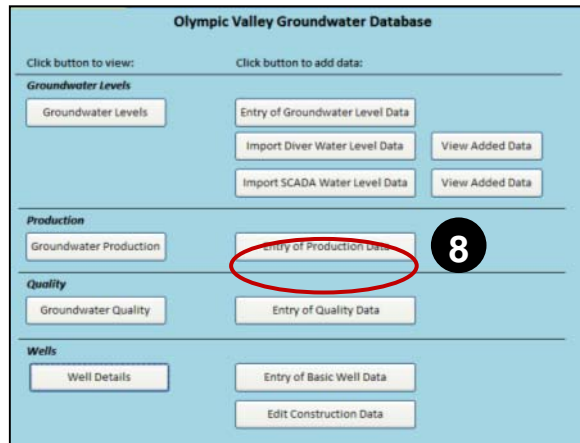 Olympic Valley Groundwater Database
Click button to view: Click button to add data:
Groundwater Levels
Groundwater Levels Entry of Groundwater Level Data
Import Diver Water Level Data View Added Data
Import SCADA Water Level Data View Added Data
Production
Groundwater Production Entry of Production Data 8
Quality
Groundwater Quality Entry of Quality Data
Wells
Well Details Entry of Basic Well Data
Edit Construction Data